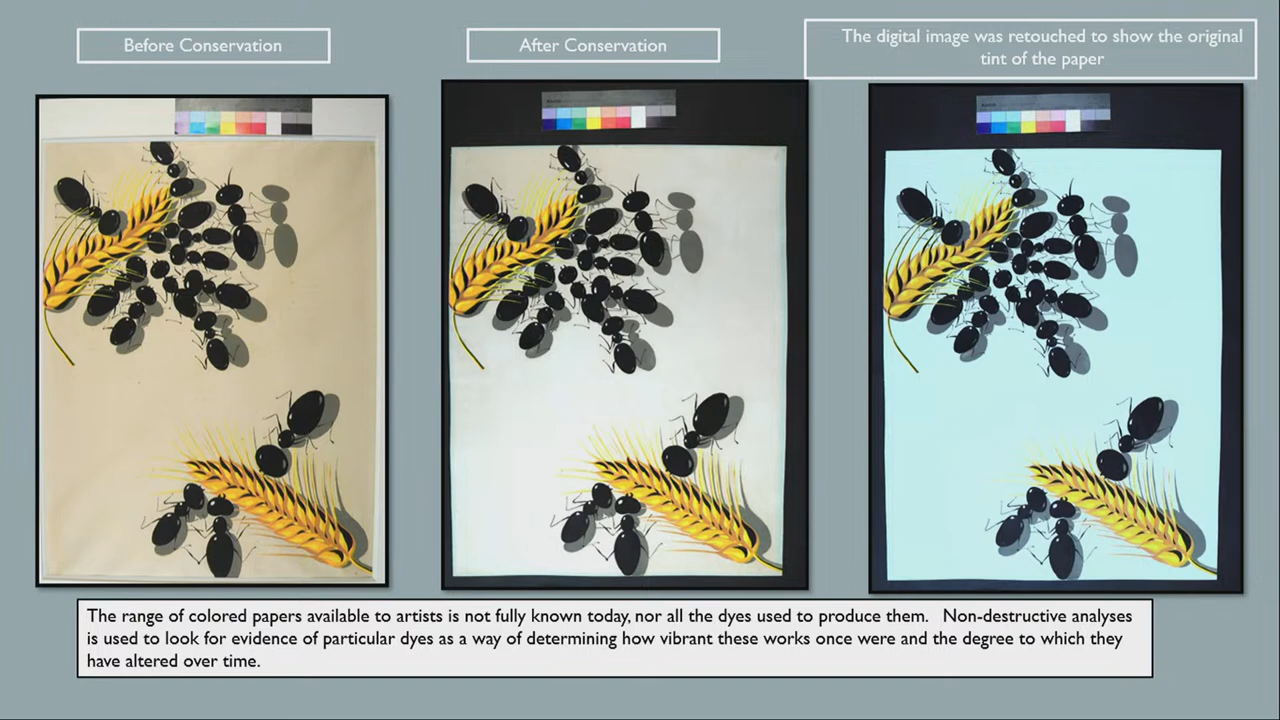 Before Conservation
After Conservation
The digital image was retouched to show the original
tint of the paper
The range of colored papers available to artists is not fully known today, nor all the dyes used to produce them. Non-destructive analyses
is used to look for evidence of particular dyes as a way of determining how vibrant these works once were and the degree to which they
have altered over time.